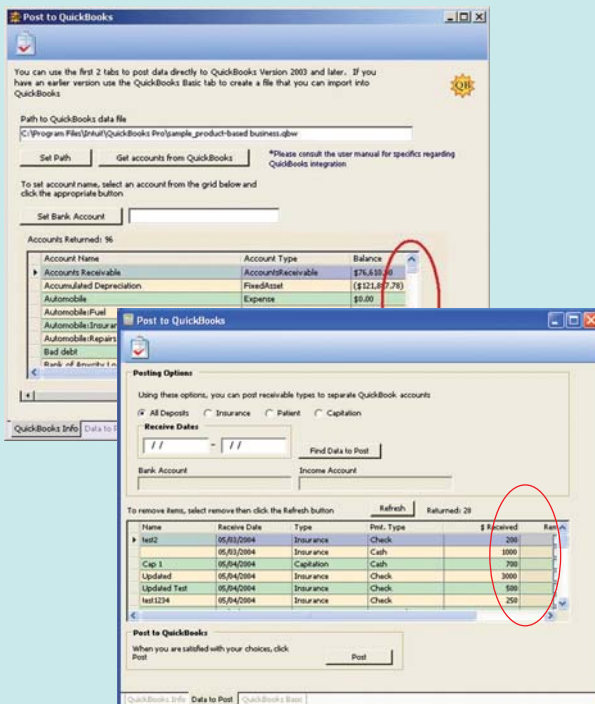 Post to QuickBooks
You can use the first 2 tabs to post data directly to QuickBooks Version 2003 and later. If you
have an earlier version use the QuickBooks Basic tab to create a file that you can import into
QuickBooks
QB
Path to QuickBooks data file
C:\Program Files\Intuit\QuickBooks Pro\sample_product-based business.qbw
Set Path
Get accounts from QuickBooks
*Please consult the user manual for specifics regarding
QuickBooks integration
To set account name, select an account from the grid below and
click the appropriate button
Set Bank Account
Accounts Returned: 96
Account Name Account Type Balance
Accounts Receivable AccountsReceivable
Accumulated Depreciation FixedAsset
Automobile Expense $0.00
Automobile:Fuel
Automobile:Insuran
Automobile:Repairs
Bad debt
QuickBooks Info Data to P
Post to QuickBooks
Posting Options
Using these options, you can post receivable types to separate QuickBook accounts
All Deposits Insurance Patient Capitation
Receive Dates
/ / - / /
Find Data to Post
Bank Account Income Account
To remove items, select remove then click the Refresh button Refresh Returned: 28
Name Receive Date Type Pmt. Type $ Received Rem
test2 05/03/2004 Insurance Check 200
05/03/2004 Insurance Cash 1000
Cap 1 05/04/2004 Capitation Cash 700
Updated 05/04/2004 Insurance Check 3000
Updated Test 05/04/2004 Insurance Check 500
test1234 05/04/2004 Insurance Check 250
Post to QuickBooks
When you are satisfied with your choices, click
Post
Post
QuickBooks Info Data to Post QuickBooks Basic